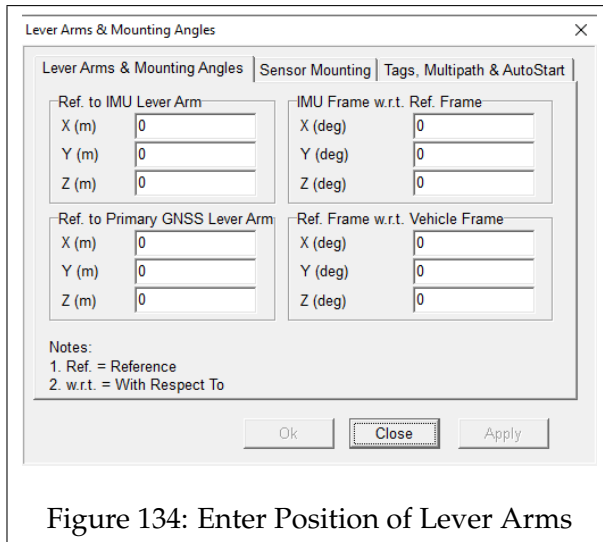 Lever Arms & Mounting Angles
Lever Arms & Mounting Angles Sensor Mounting Tags, Multipath & AutoStart
Ref. to IMU Lever Arm
X (m) 0
Y (m) 0
Z (m) 0
IMU Frame w.r.t. Ref. Frame
X (deg) 0
Y (deg) 0
Z (deg) 0
Ref. to Primary GNSS Lever Arm
X (m) 0
Y (m) 0
Z (m) 0
Ref. Frame w.r.t. Vehicle Frame
X (deg) 0
Y (deg) 0
Z (deg) 0
Notes:
1. Ref. = Reference
2. w.r.t. = With Respect To
Ok Close Apply
Figure 134: Enter Position of Lever Arms